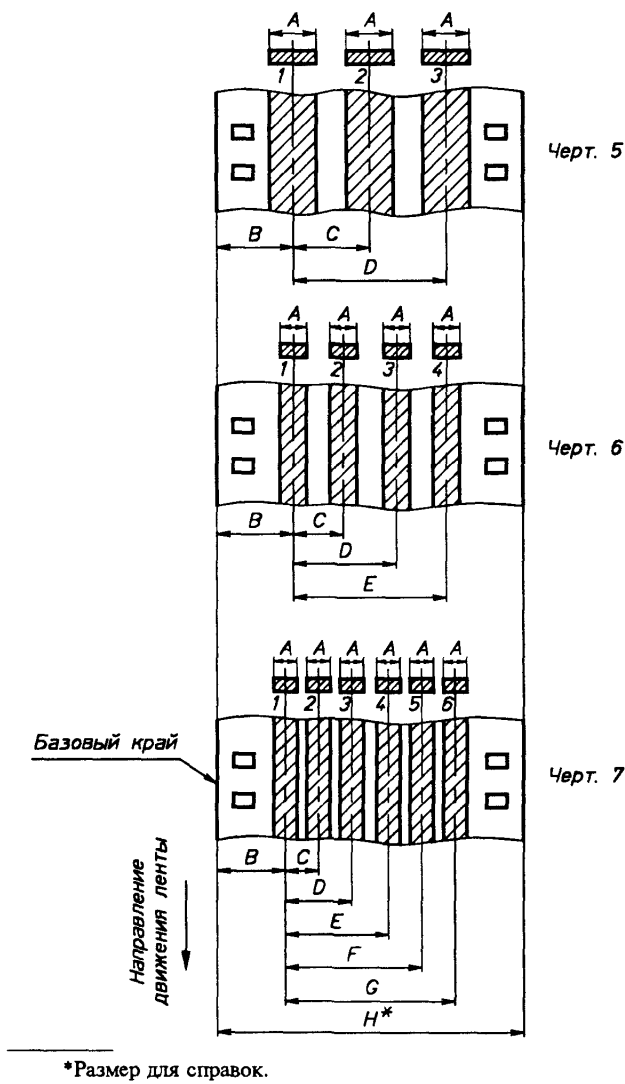 A A A
1 2 3
Черт. 5
B C
D
A A A A
1 2 3 4
Черт. 6
B C
D
E
A A A A A A
1 2 3 4 5 6
Базовый край
Черт. 7
B C
D
E
F
G
H*
Направление
движения ленты
*Размер для справок.